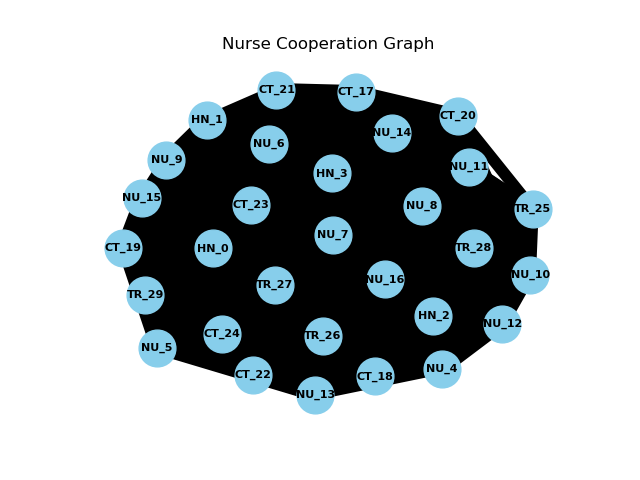 Nurse Cooperation Graph
CT_21
CT_17
CT_20
HN_1
NU_14
NU_6
NU_9
NU_11
HN_3
NU_15
CT_23
NU_8
TR_25
NU_7
CT_19
HN_0
TR_28
NU_10
NU_16
TR_27
TR_29
HN_2
NU_12
CT_24
TR_26
NU_5
NU_4
CT_22
CT_18
NU_13